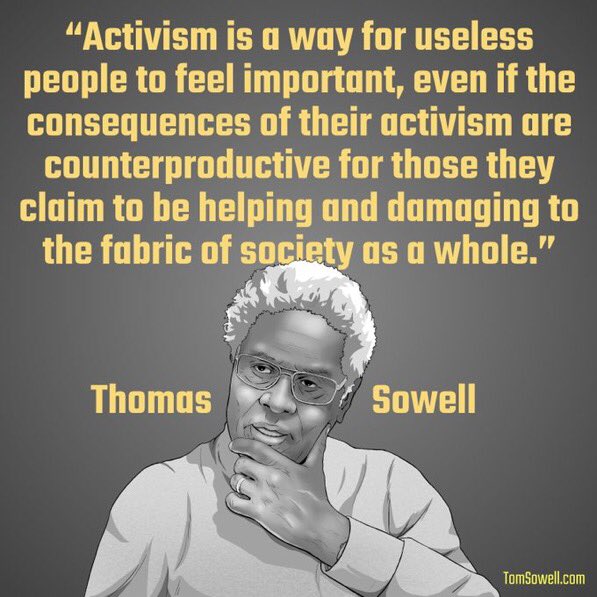 “Activism is a way for useless
people to feel important, even if the
consequences of their activism are
counterproductive for those they
claim to be helping and damaging to
the fabric of society as a whole.”
Thomas Sowell
TomSowell.com